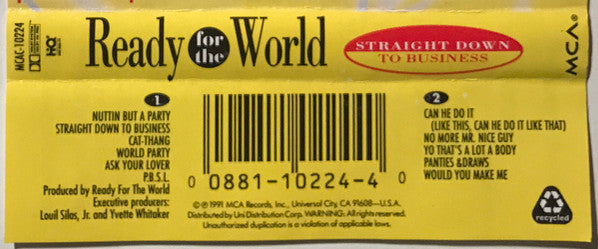 MCAC-10224
HQ
Ready for the World
STRAIGHT DOWN
TO BUSINESS
MCA®
1
NUTTIN BUT A PARTY
STRAIGHT DOWN TO BUSINESS
CAT-THANG
WORLD PARTY
ASK YOUR LOVER
P.B.S.L.
Produced by Ready For The World
Executive producers:
Louil Silas, Jr. and Yvette Whitaker
0 0881-10224-4 0
©℗1991 MCA Records, Inc., Universal City, CA 91608—U.S.A.
Distributed by Uni Distribution Corp. WARNING: All rights reserved.
Unauthorized duplication is a violation of applicable laws.
2
CAN HE DO IT
(LIKE THIS, CAN HE DO IT LIKE THAT)
NO MORE MR. NICE GUY
YO THAT'S A LOT A BODY
PANTIES &DRAWS
WOULD YOU MAKE ME
recycled